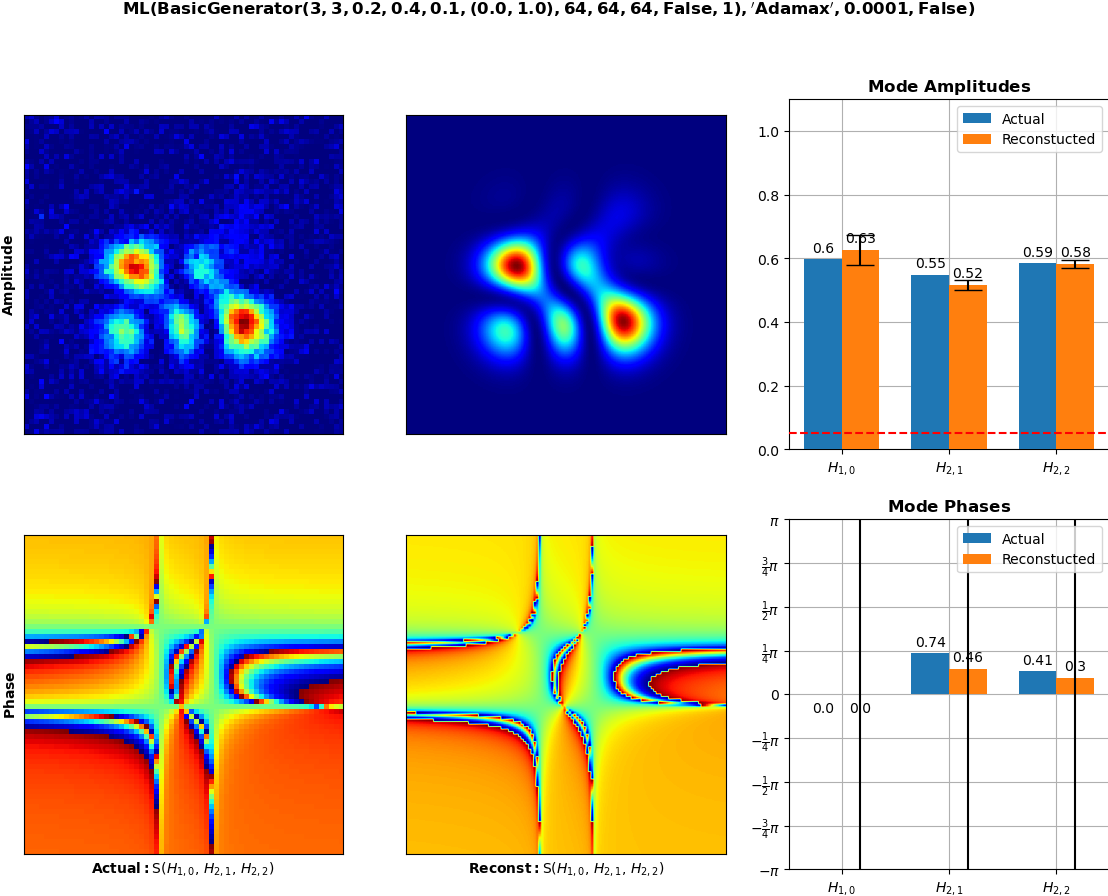 ML(BasicGenerator(3, 3, 0.2, 0.4, 0.1, (0.0, 1.0), 64, 64, 64, False, 1), ′Adamax′, 0.0001, False)
Amplitude
Mode Amplitudes
Actual
Reconstucted
1.0
0.8
0.6
0.4
0.2
0.0
0.6
0.63
0.55
0.52
0.59
0.58
H1,0
H2,1
H2,2
Phase
Actual: S(H1,0, H2,1, H2,2)
Reconst: S(H1,0, H2,1, H2,2)
Mode Phases
Actual
Reconstucted
π
3/4π
1/2π
1/4π
0
−1/4π
−1/2π
−3/4π
−π
0.0
0.0
0.74
0.46
0.41
0.3
H1,0
H2,1
H2,2